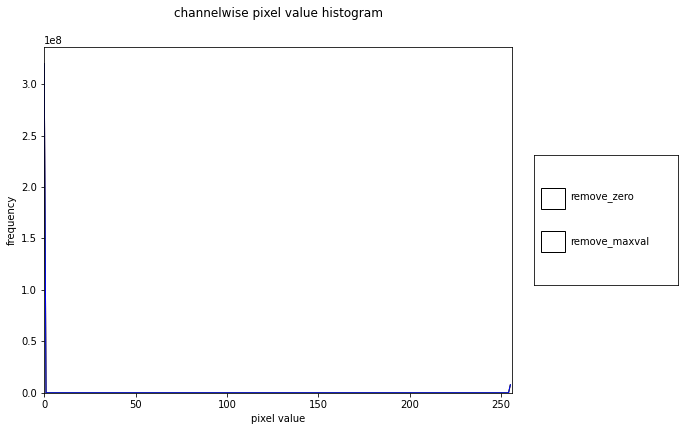 channelwise pixel value histogram
1e8
3.0
2.5
2.0
1.5
1.0
0.5
0.0
frequency
0 50 100 150 200 250
pixel value
remove_zero
remove_maxval